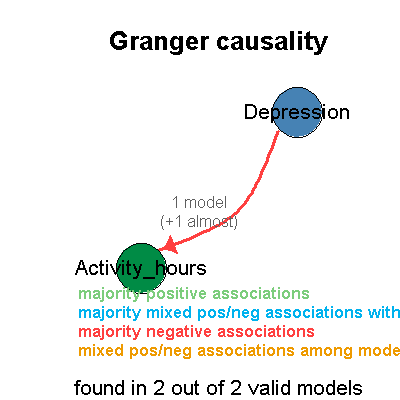 Granger causality
Depression
1 model
(+1 almost)
Activity_hours
majority positive associations
majority mixed pos/neg associations with
majority negative associations
mixed pos/neg associations among mode
found in 2 out of 2 valid models